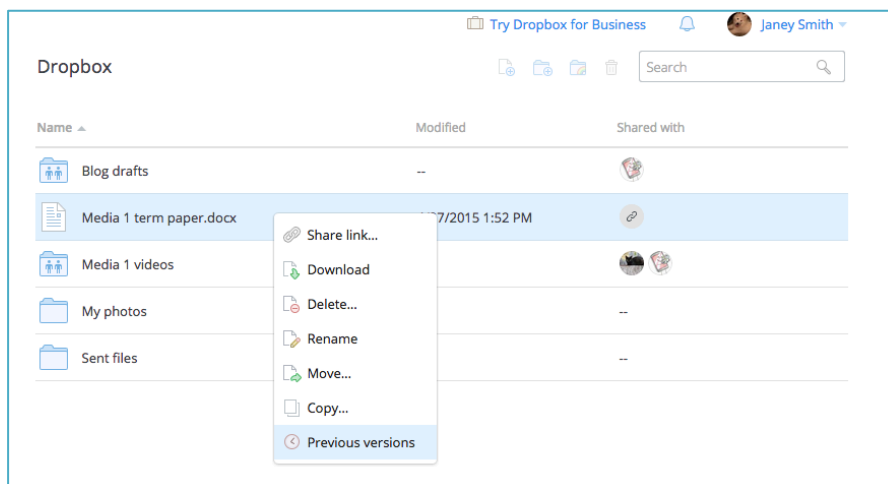 Try Dropbox for Business Janey Smith
Dropbox Search
Name Modified Shared with
Blog drafts --
Media 1 term paper.docx 27/2015 1:52 PM
Share link...
Media 1 videos
Download
Delete...
My photos --
Rename
Sent files --
Move...
Copy...
Previous versions